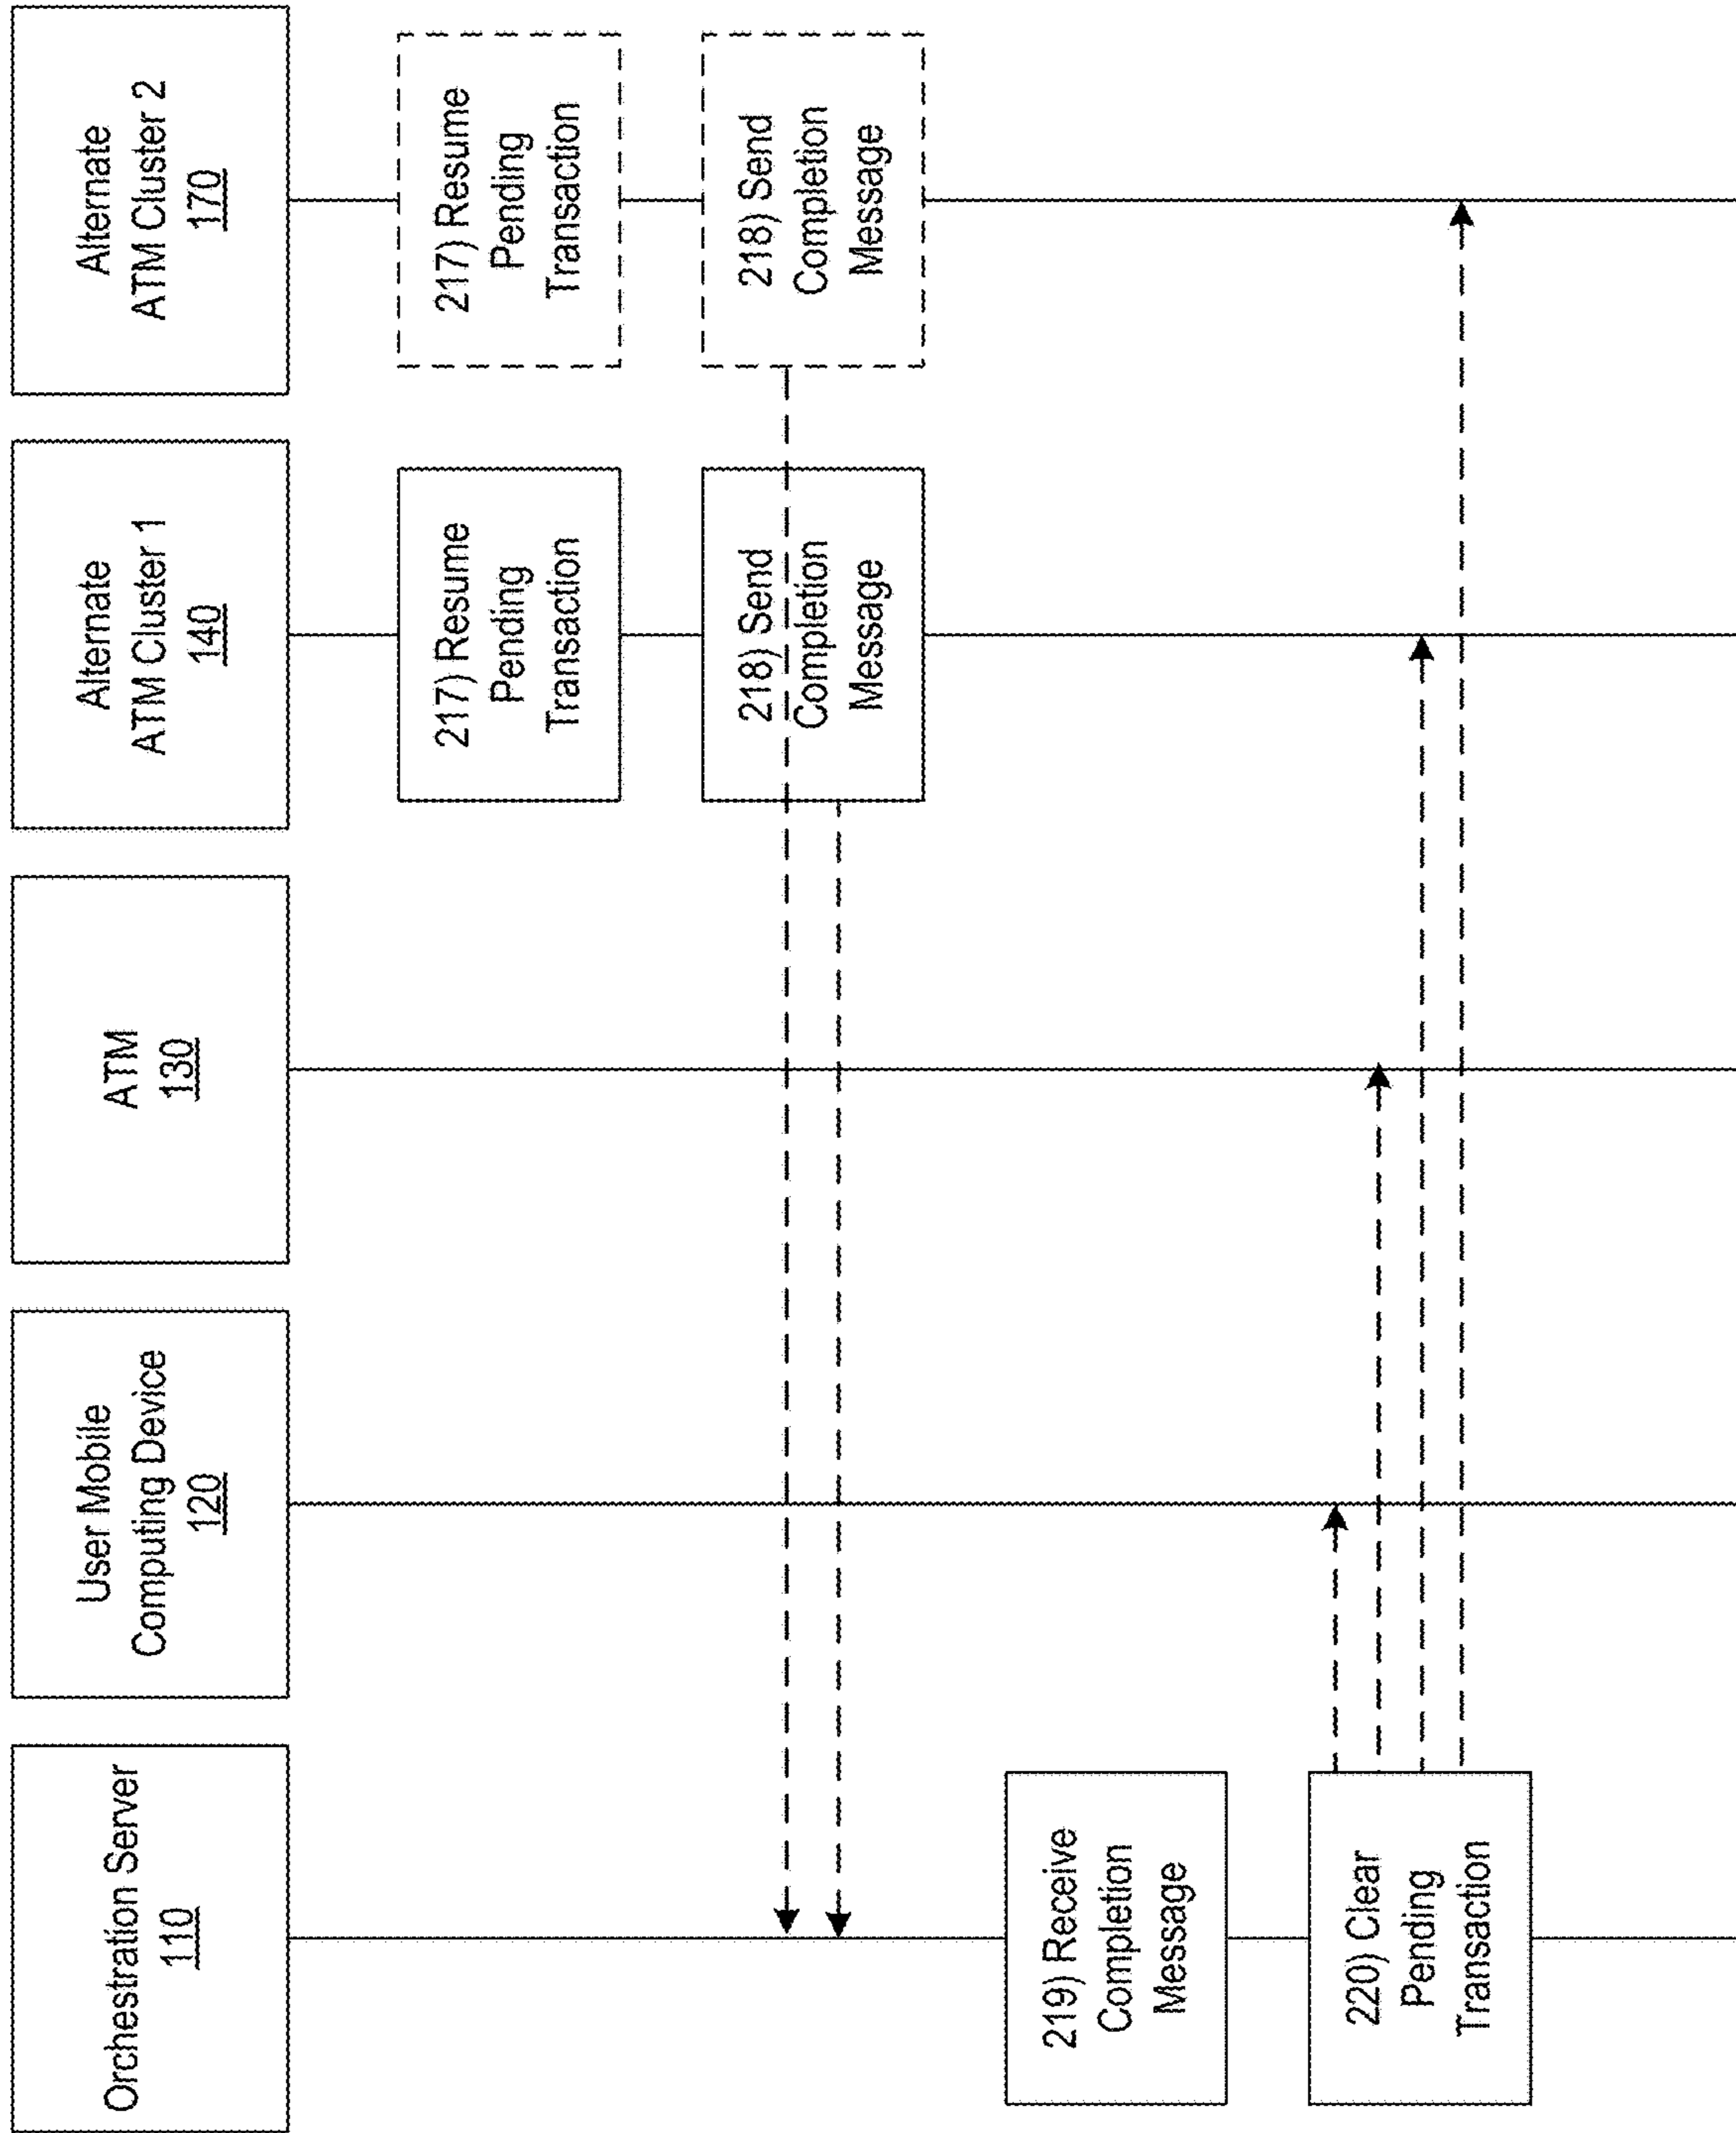 Orchestration Server
110
User Mobile
Computing Device
120
ATM
130
Alternate
ATM Cluster 1
140
Alternate
ATM Cluster 2
170
217) Resume
Pending
Transaction
217) Resume
Pending
Transaction
218) Send
Completion
Message
218) Send
Completion
Message
219) Receive
Completion
Message
220) Clear
Pending
Transaction